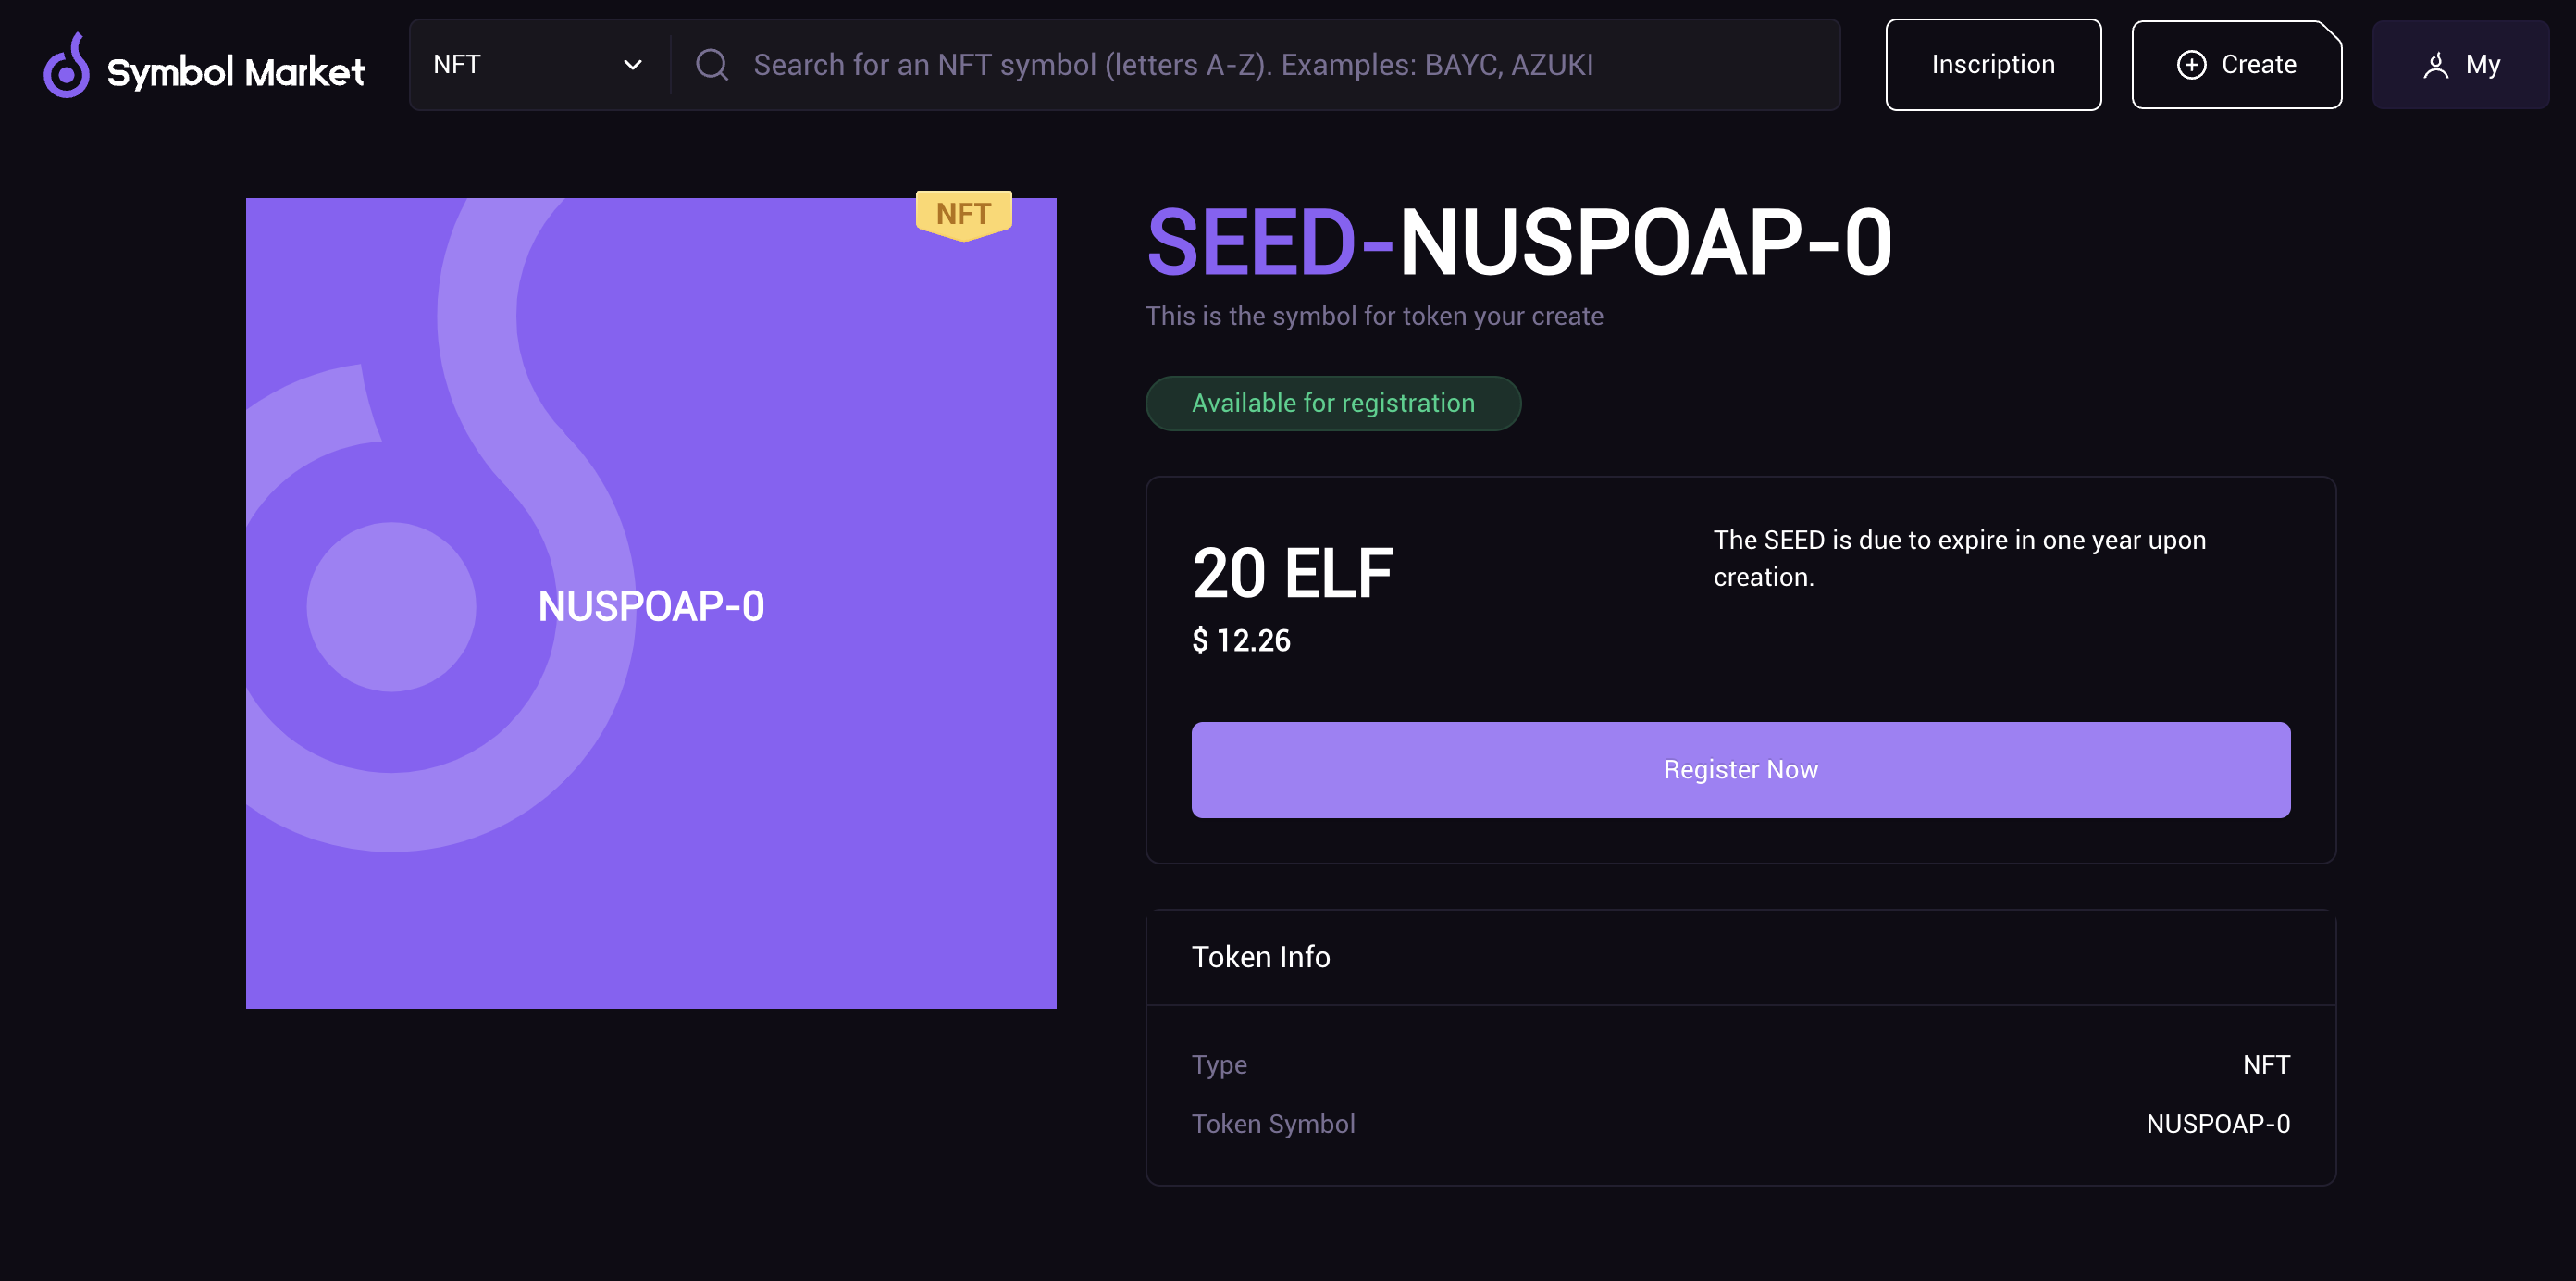 Symbol Market
NFT
Search for an NFT symbol (letters A-Z). Examples: BAYC, AZUKI
Inscription
Create
My
NFT
NUSPOAP-0
SEED-NUSPOAP-0
This is the symbol for token your create
Available for registration
20 ELF
$ 12.26
The SEED is due to expire in one year upon
creation.
Register Now
Token Info
Type
NFT
Token Symbol
NUSPOAP-0